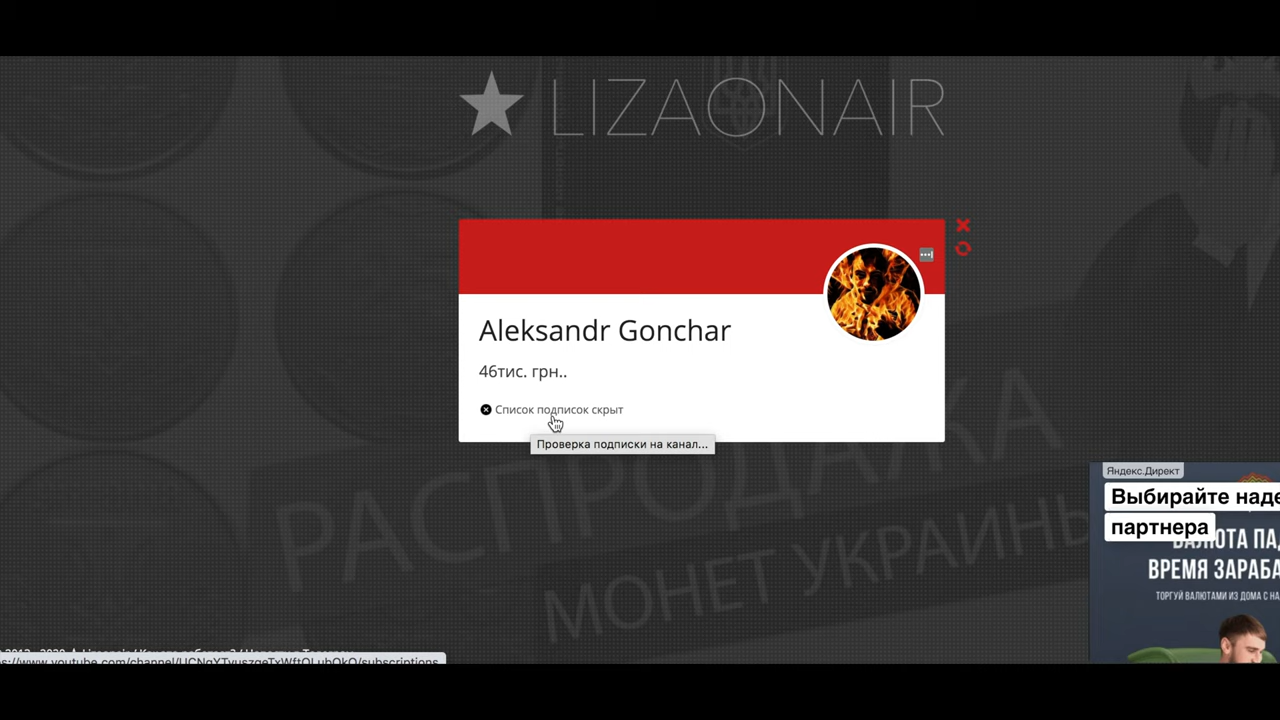 LIZAONAIR
Aleksandr Gonchar
46тис. грн..
Список подписок скрыт
Проверка подписки на канал...
Яндекс.Директ
Выбирайте наде
партнера
ВАЛЮТА ПА
ВРЕМЯ ЗАРАБА
ТОРГУЙ ВАЛЮТАМИ ИЗ ДОМА С НА
РАСПРОДАЖА
МОНЕТ УКРАИНЫ